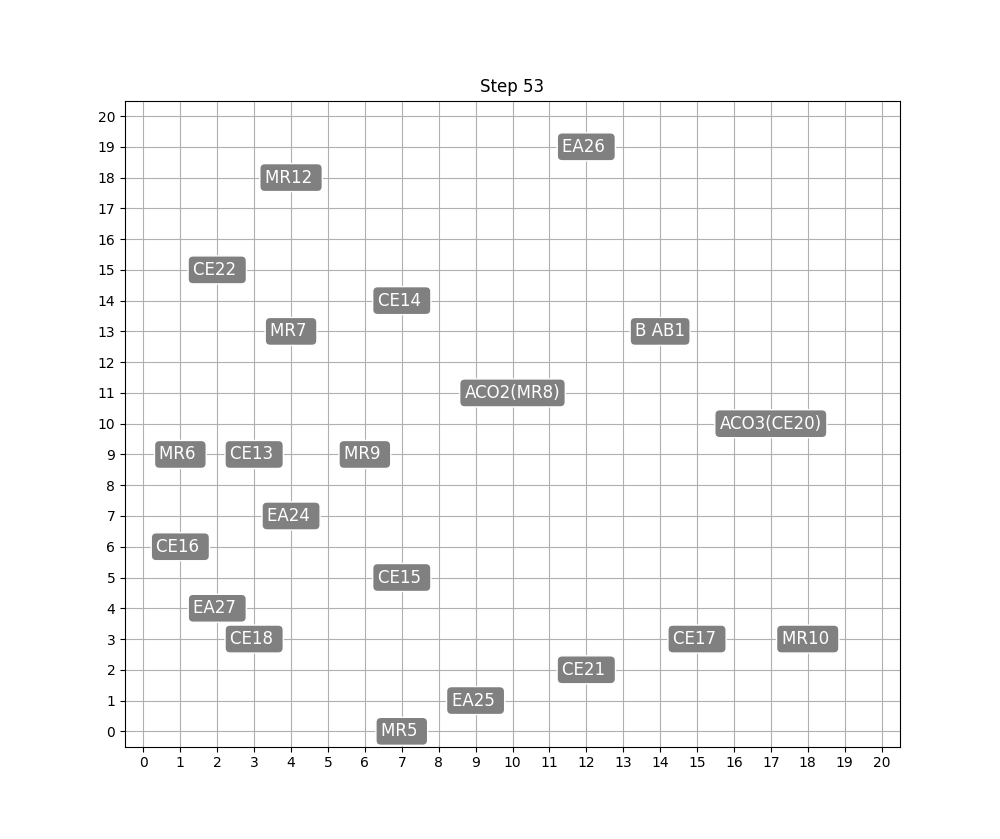 Step 53
20
19
EA26
18
MR12
17
16
15
CE22
14
CE14
13
MR7
B AB1
12
11
ACO2(MR8)
10
ACO3(CE20)
9
MR6
CE13
MR9
8
7
EA24
6
CE16
5
CE15
4
EA27
3
CE18
CE17
MR10
2
CE21
1
EA25
0
MR5
0 1 2 3 4 5 6 7 8 9 10 11 12 13 14 15 16 17 18 19 20